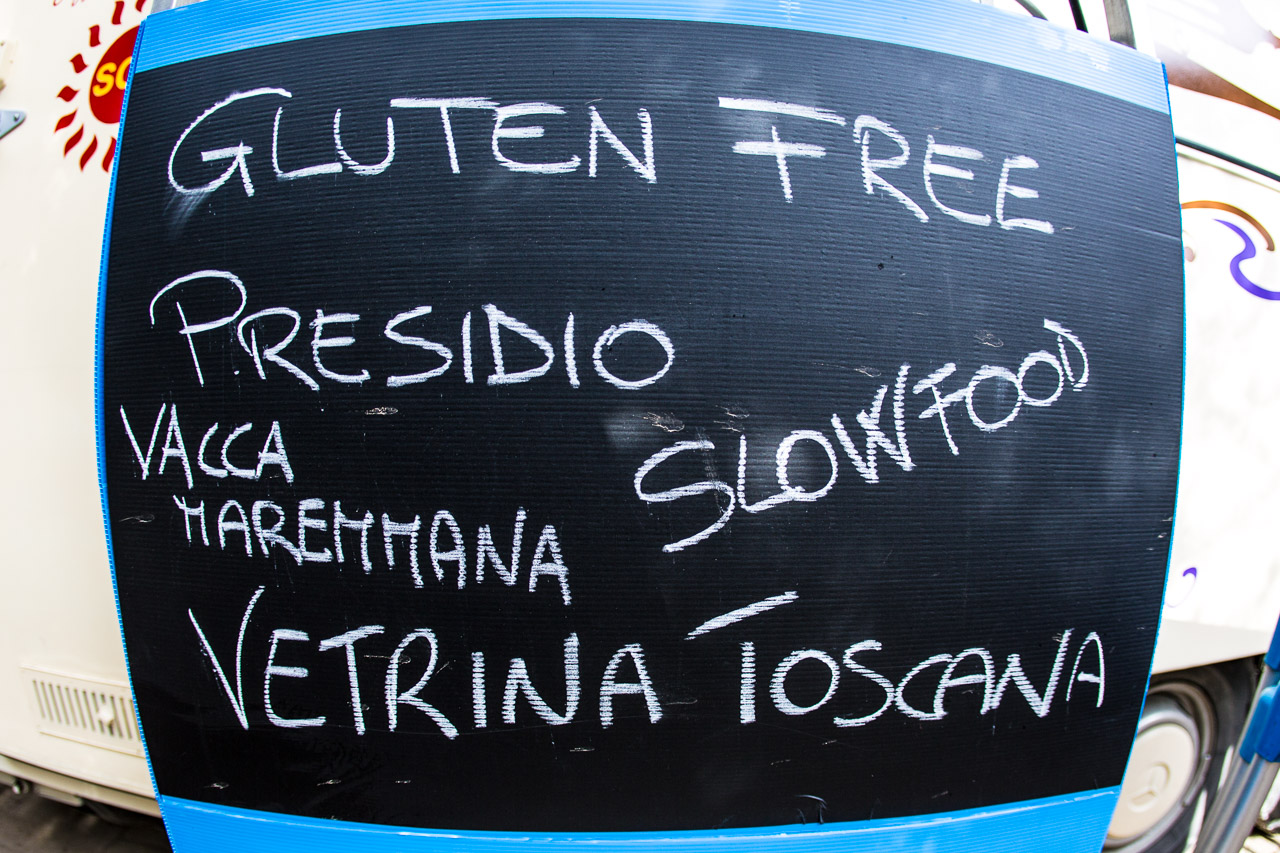 GLUTEN FREE
PRESIDIO
SLOWFOOD
VACCA
MAREMMANA
VETRINA TOSCANA